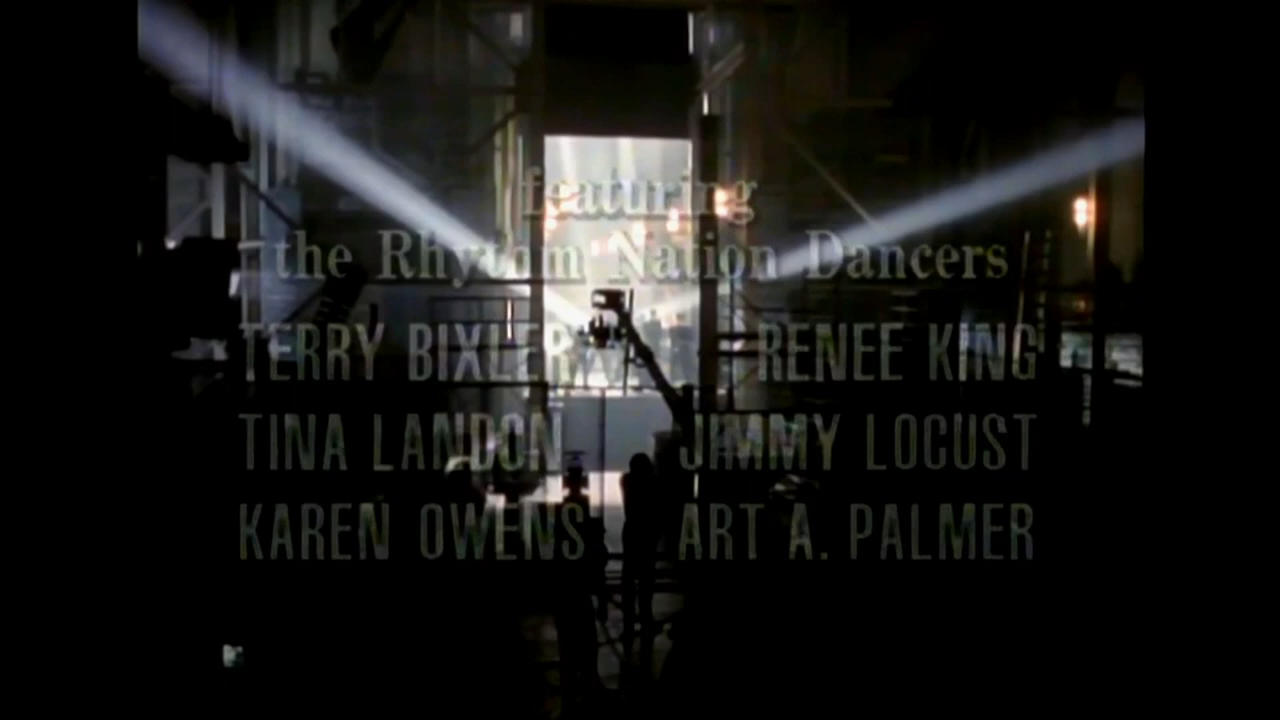 featuring
the Rhythm Nation Dancers
TERRY BIXLER RENEE KING
TINA LANDON JIMMY LOCUST
KAREN OWENS ART A. PALMER